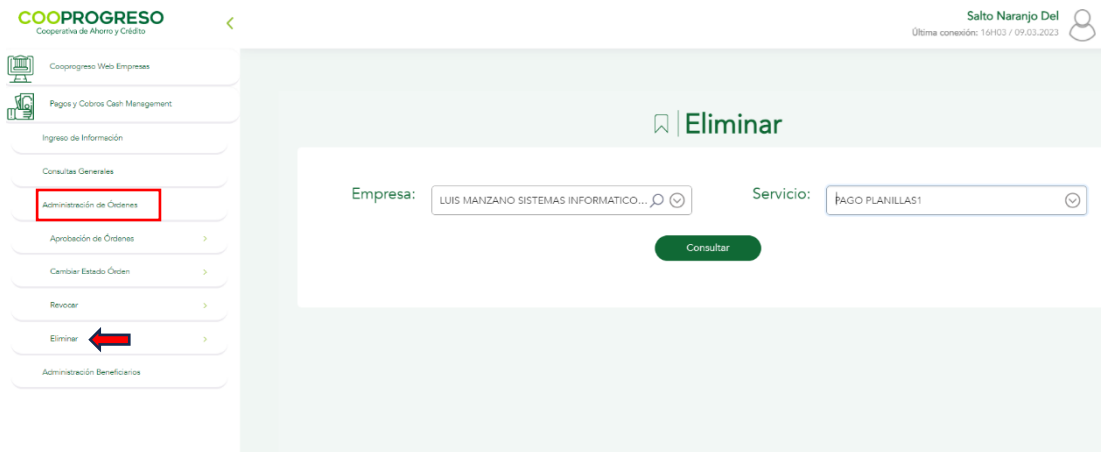 COOPROGRESO
Cooperativa de Ahorro y Crédito
Salto Naranjo Del
Última conexión: 16H03 / 09.03.2023
Cooprogreso Web Empresas
Pagos y Cobros Cash Management
Ingreso de Información
Consultas Generales
Administración de Órdenes
Aprobación de Órdenes
Cambiar Estado Órden
Revocar
Eliminar
Administración Beneficiarios
Eliminar
Empresa:
LUIS MANZANO SISTEMAS INFORMATICO...
Servicio:
PAGO PLANILLAS1
Consultar